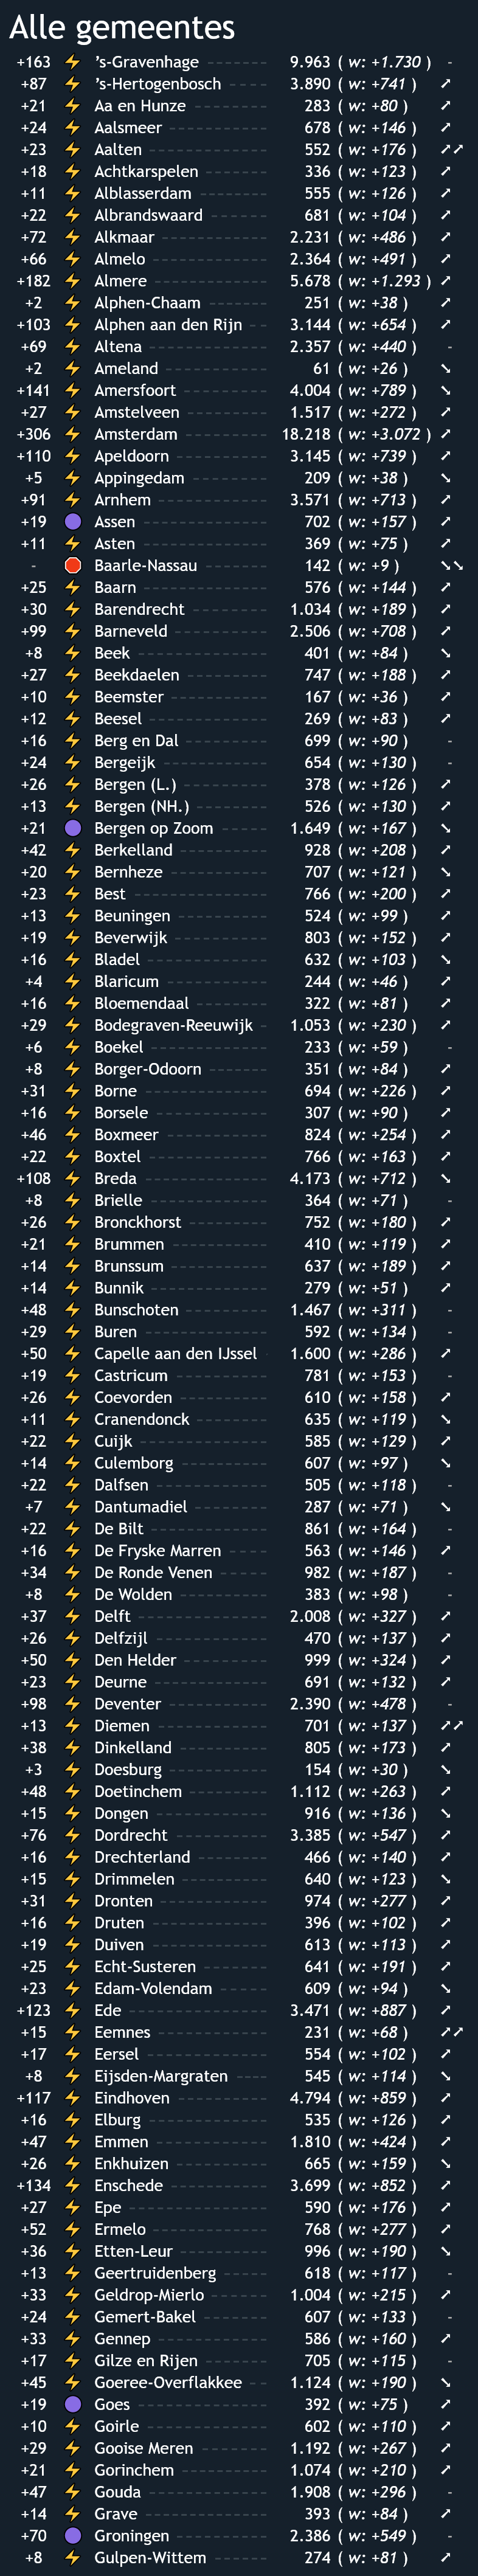 Alle gemeentes
+163 's-Gravenhage 9.963 ( w: +1.730 ) -
+87 's-Hertogenbosch 3.890 ( w: +741 )
+21 Aa en Hunze 283 ( w: +80 )
+24 Aalsmeer 678 ( w: +146 )
+23 Aalten 552 ( w: +176 )
+18 Achtkarspelen 336 ( w: +123 )
+11 Alblasserdam 555 ( w: +126 )
+22 Albrandswaard 681 ( w: +104 )
+72 Alkmaar 2.231 ( w: +486 )
+66 Almelo 2.364 ( w: +491 )
+182 Almere 5.678 ( w: +1.293 )
+2 Alphen-Chaam 251 ( w: +38 )
+103 Alphen aan den Rijn 3.144 ( w: +654 )
+69 Altena 2.357 ( w: +440 ) -
+2 Ameland 61 ( w: +26 )
+141 Amersfoort 4.004 ( w: +789 )
+27 Amstelveen 1.517 ( w: +272 )
+306 Amsterdam 18.218 ( w: +3.072 )
+110 Apeldoorn 3.145 ( w: +739 )
+5 Appingedam 209 ( w: +38 )
+91 Arnhem 3.571 ( w: +713 )
+19 Assen 702 ( w: +157 )
+11 Asten 369 ( w: +75 )
- Baarle-Nassau 142 ( w: +9 )
+25 Baarn 576 ( w: +144 )
+30 Barendrecht 1.034 ( w: +189 )
+99 Barneveld 2.506 ( w: +708 )
+8 Beek 401 ( w: +84 )
+27 Beekdaelen 747 ( w: +188 )
+10 Beemster 167 ( w: +36 )
+12 Beesel 269 ( w: +83 )
+16 Berg en Dal 699 ( w: +90 ) -
+24 Bergeijk 654 ( w: +130 ) -
+26 Bergen (L.) 378 ( w: +126 )
+13 Bergen (NH.) 526 ( w: +130 )
+21 Bergen op Zoom 1.649 ( w: +167 )
+42 Berkelland 928 ( w: +208 )
+20 Bernheze 707 ( w: +121 )
+23 Best 766 ( w: +200 )
+13 Beuningen 524 ( w: +99 )
+19 Beverwijk 803 ( w: +152 )
+16 Bladel 632 ( w: +103 )
+4 Blaricum 244 ( w: +46 )
+16 Bloemendaal 322 ( w: +81 )
+29 Bodegraven-Reeuwijk 1.053 ( w: +230 )
+6 Boekel 233 ( w: +59 ) -
+8 Borger-Odoorn 351 ( w: +84 )
+31 Borne 694 ( w: +226 )
+16 Borsele 307 ( w: +90 )
+46 Boxmeer 824 ( w: +254 )
+22 Boxtel 766 ( w: +163 )
+108 Breda 4.173 ( w: +712 )
+8 Brielle 364 ( w: +71 ) -
+26 Bronckhorst 752 ( w: +180 )
+21 Brummen 410 ( w: +119 )
+14 Brunssum 637 ( w: +189 )
+14 Bunnik 279 ( w: +51 )
+48 Bunschoten 1.467 ( w: +311 ) -
+29 Buren 592 ( w: +134 ) -
+50 Capelle aan den IJssel 1.600 ( w: +286 )
+19 Castricum 781 ( w: +153 ) -
+26 Coevorden 610 ( w: +158 )
+11 Cranendonck 635 ( w: +119 )
+22 Cuijk 585 ( w: +129 )
+14 Culemborg 607 ( w: +97 )
+22 Dalfsen 505 ( w: +118 ) -
+7 Dantumadiel 287 ( w: +71 )
+22 De Bilt 861 ( w: +164 ) -
+16 De Fryske Marren 563 ( w: +146 )
+34 De Ronde Venen 982 ( w: +187 ) -
+8 De Wolden 383 ( w: +98 ) -
+37 Delft 2.008 ( w: +327 )
+26 Delfzijl 470 ( w: +137 )
+50 Den Helder 999 ( w: +324 )
+23 Deurne 691 ( w: +132 )
+98 Deventer 2.390 ( w: +478 ) -
+13 Diemen 701 ( w: +137 )
+38 Dinkelland 805 ( w: +173 )
+3 Doesburg 154 ( w: +30 )
+48 Doetinchem 1.112 ( w: +263 )
+15 Dongen 916 ( w: +136 )
+76 Dordrecht 3.385 ( w: +547 )
+16 Drechterland 466 ( w: +140 )
+15 Drimmelen 640 ( w: +123 )
+31 Dronten 974 ( w: +277 )
+16 Druten 396 ( w: +102 )
+19 Duiven 613 ( w: +113 )
+25 Echt-Susteren 641 ( w: +191 )
+23 Edam-Volendam 609 ( w: +94 )
+123 Ede 3.471 ( w: +887 )
+15 Eemnes 231 ( w: +68 )
+17 Eersel 554 ( w: +102 )
+8 Eijsden-Margraten 545 ( w: +114 )
+117 Eindhoven 4.794 ( w: +859 )
+16 Elburg 535 ( w: +126 )
+47 Emmen 1.810 ( w: +424 )
+26 Enkhuizen 665 ( w: +159 )
+134 Enschede 3.699 ( w: +852 )
+27 Epe 590 ( w: +176 )
+52 Ermelo 768 ( w: +277 )
+36 Etten-Leur 996 ( w: +190 )
+13 Geertruidenberg 618 ( w: +117 ) -
+33 Geldrop-Mierlo 1.004 ( w: +215 )
+24 Gemert-Bakel 607 ( w: +133 ) -
+33 Gennep 586 ( w: +160 )
+17 Gilze en Rijen 705 ( w: +115 ) -
+45 Goeree-Overflakkee 1.124 ( w: +190 )
+19 Goes 392 ( w: +75 )
+10 Goirle 602 ( w: +110 )
+29 Gooise Meren 1.192 ( w: +267 )
+21 Gorinchem 1.074 ( w: +210 )
+47 Gouda 1.908 ( w: +296 ) -
+14 Grave 393 ( w: +84 )
+70 Groningen 2.386 ( w: +549 ) -
+8 Gulpen-Wittem 274 ( w: +81 )